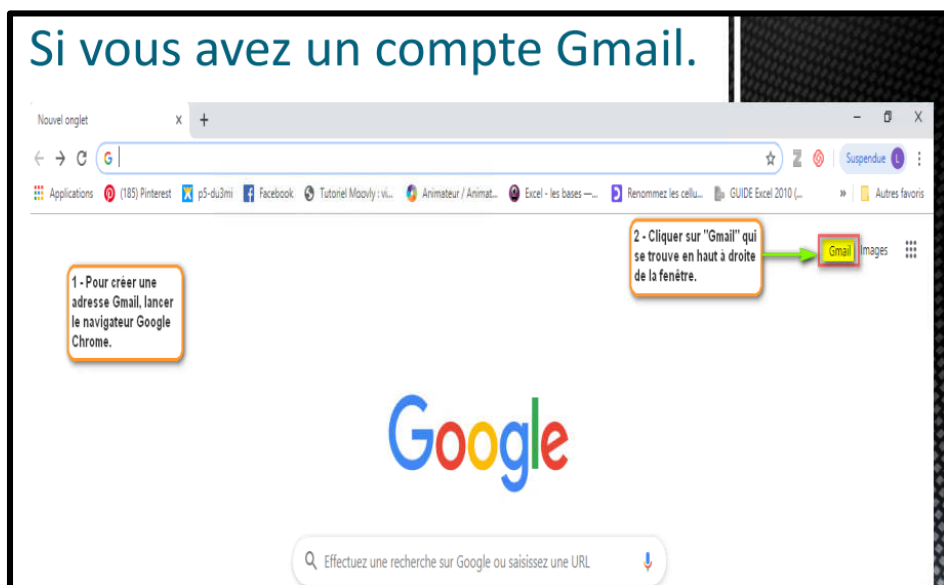 Si vous avez un compte Gmail.
Nouvel onglet
Suspendue L
Applications
(185) Pinterest
p5-du3mi
Facebook
Tutoriel Moovly : vi...
Animateur / Animat...
Excel - les bases —...
Renommez les cellu...
GUIDE Excel 2010 (...
»
Autres favoris
2 - Cliquer sur "Gmail" qui
se trouve en haut à droite
de la fenêtre.
Gmail
Images
1 - Pour créer une
adresse Gmail, lancer
le navigateur Google
Chrome.
Google
Effectuez une recherche sur Google ou saisissez une URL